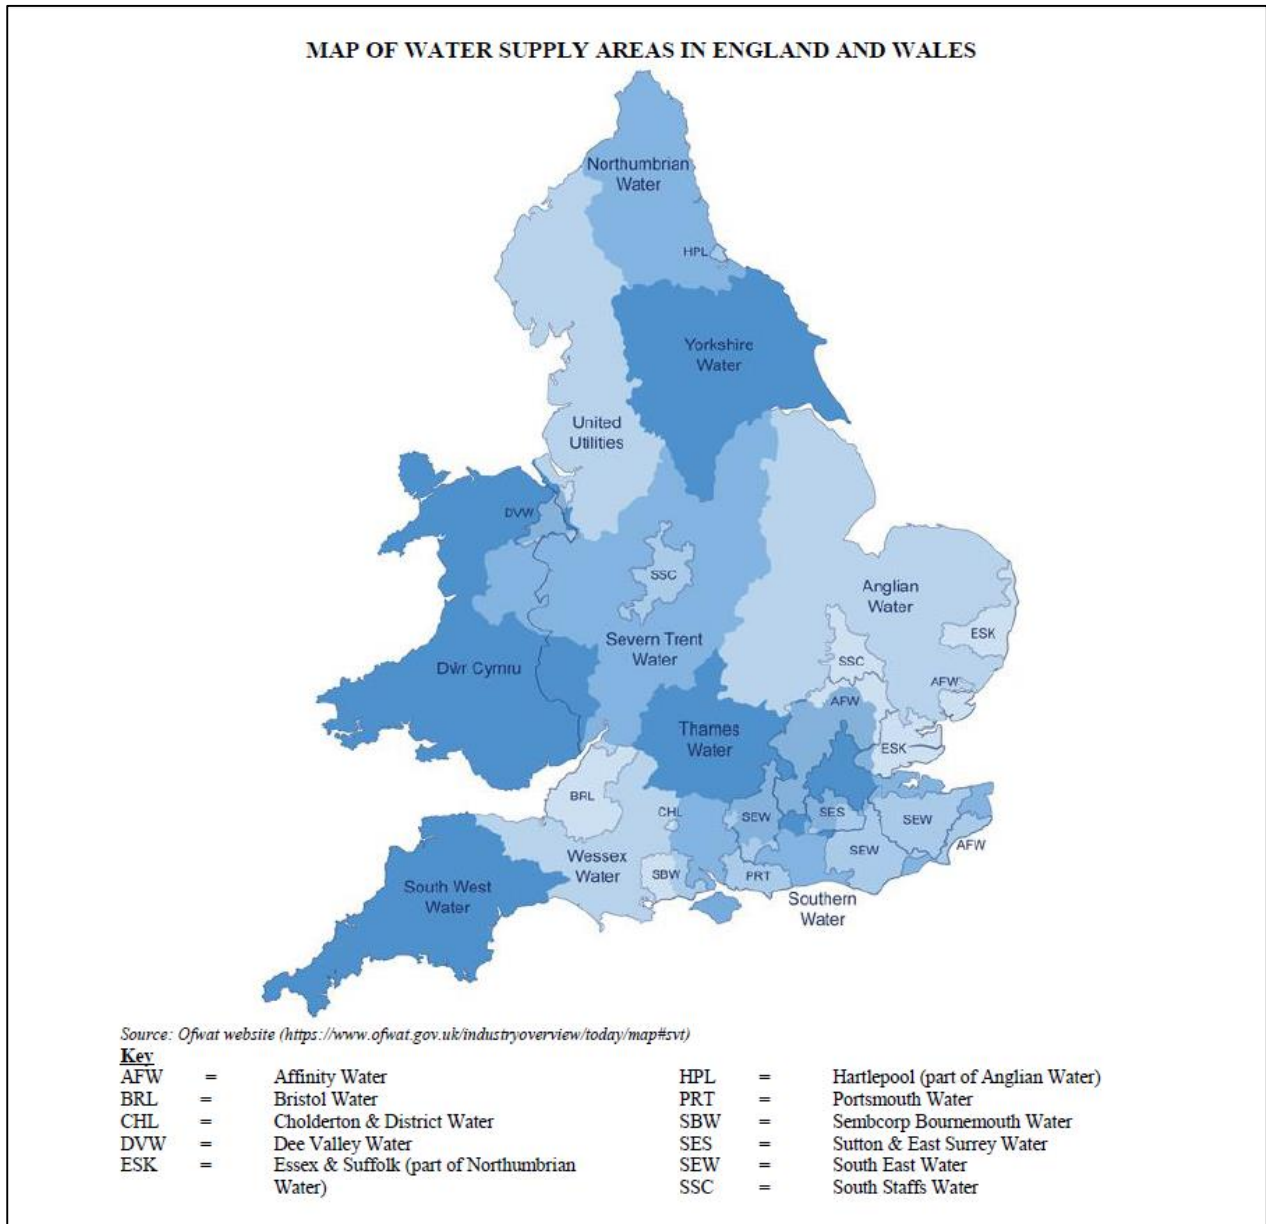 MAP OF WATER SUPPLY AREAS IN ENGLAND AND WALES
Northumbrian
Water
HPL
Yorkshire
Water
United
Utilities
DVW
SSC
Anglian
Water
ESK
Severn Trent
Water
SSC
Dŵr Cymru
AFW
AFW
Thames
Water
ESK
BRL
CHL
SEW
SES
SEW
AFW
SEW
Wessex
Water
SBW
PRT
South West
Water
Southern
Water
Source: Ofwat website (https://www.ofwat.gov.uk/industryoverview/today/map#svt)
Key
AFW = Affinity Water
BRL = Bristol Water
CHL = Cholderton & District Water
DVW = Dee Valley Water
ESK = Essex & Suffolk (part of Northumbrian
Water)
HPL = Hartlepool (part of Anglian Water)
PRT = Portsmouth Water
SBW = Sembcorp Bournemouth Water
SES = Sutton & East Surrey Water
SEW = South East Water
SSC = South Staffs Water